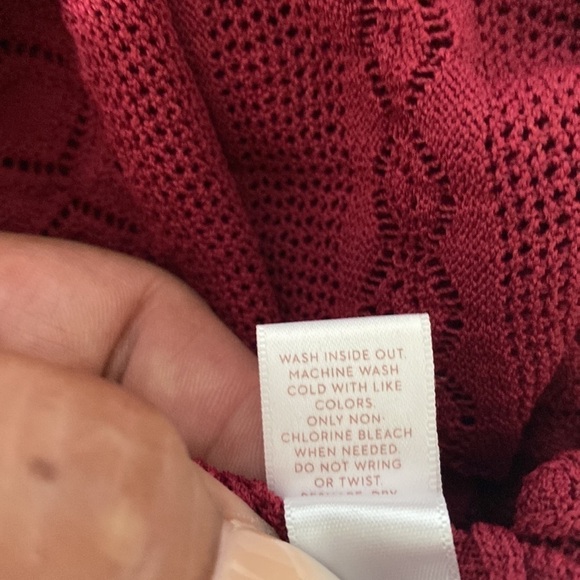 WASH INSIDE OUT.
MACHINE WASH
COLD WITH LIKE
COLORS.
ONLY NON-
CHLORINE BLEACH
WHEN NEEDED.
DO NOT WRING
OR TWIST.